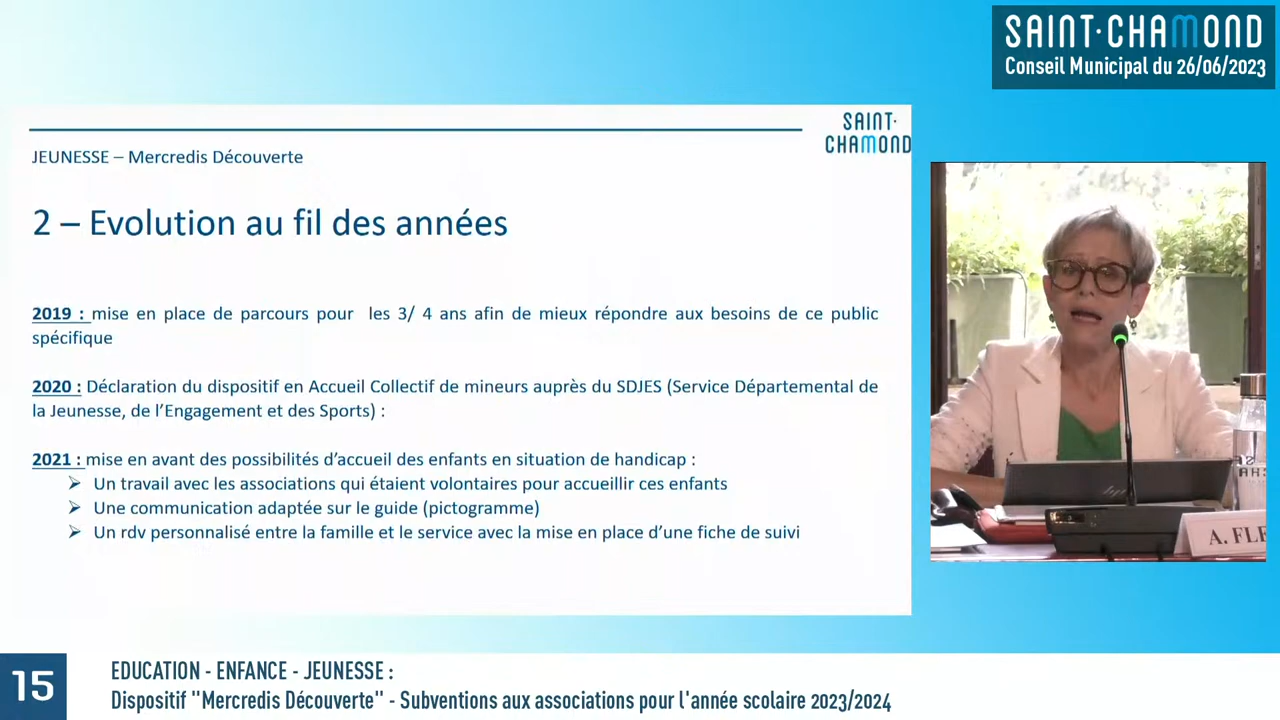 SAINT·CHAMOND
Conseil Municipal du 26/06/2023
SAINT·
CHAMOND
JEUNESSE – Mercredis Découverte
2 – Evolution au fil des années
2019 : mise en place de parcours pour les 3/ 4 ans afin de mieux répondre aux besoins de ce public
spécifique
2020 : Déclaration du dispositif en Accueil Collectif de mineurs auprès du SDJES (Service Départemental de
la Jeunesse, de l’Engagement et des Sports) :
2021 : mise en avant des possibilités d’accueil des enfants en situation de handicap :
➢ Un travail avec les associations qui étaient volontaires pour accueillir ces enfants
➢ Une communication adaptée sur le guide (pictogramme)
➢ Un rdv personnalisé entre la famille et le service avec la mise en place d’une fiche de suivi
A. FLE
15
EDUCATION - ENFANCE - JEUNESSE :
Dispositif "Mercredis Découverte" - Subventions aux associations pour l'année scolaire 2023/2024